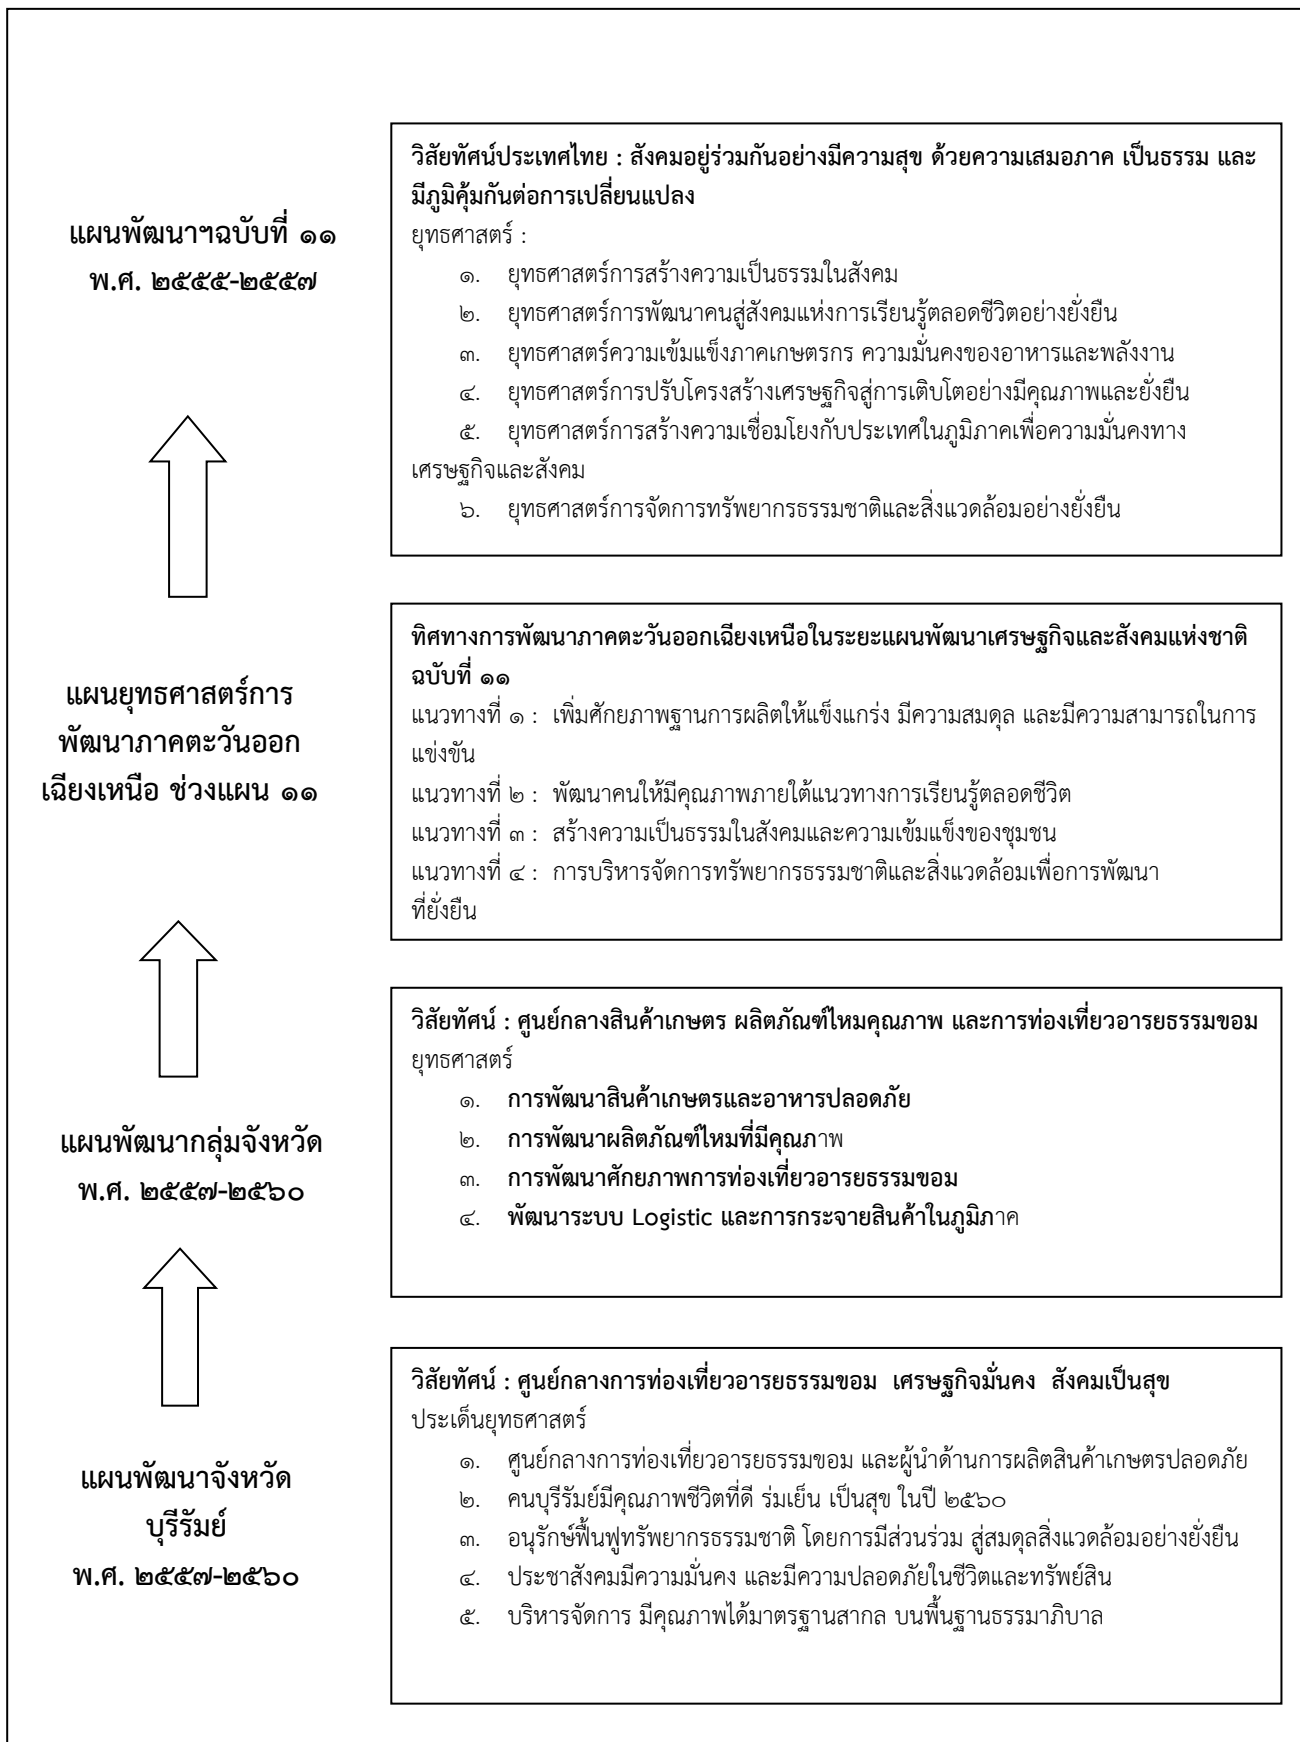 แผนพัฒนาฯฉบับที่ ๑๑
พ.ศ. ๒๕๕๕-๒๕๕๗
วิสัยทัศน์ประเทศไทย : สังคมอยู่ร่วมกันอย่างมีความสุข ด้วยความเสมอภาค เป็นธรรม และ
มีภูมิคุ้มกันต่อการเปลี่ยนแปลง
ยุทธศาสตร์ :
๑. ยุทธศาสตร์การสร้างความเป็นธรรมในสังคม
๒. ยุทธศาสตร์การพัฒนาคนสู่สังคมแห่งการเรียนรู้ตลอดชีวิตอย่างยั่งยืน
๓. ยุทธศาสตร์ความเข้มแข็งภาคเกษตรกร ความมั่นคงของอาหารและพลังงาน
๔. ยุทธศาสตร์การปรับโครงสร้างเศรษฐกิจสู่การเติบโตอย่างมีคุณภาพและยั่งยืน
๕. ยุทธศาสตร์การสร้างความเชื่อมโยงกับประเทศในภูมิภาคเพื่อความมั่นคงทาง
เศรษฐกิจและสังคม
๖. ยุทธศาสตร์การจัดการทรัพยากรธรรมชาติและสิ่งแวดล้อมอย่างยั่งยืน
แผนยุทธศาสตร์การ
พัฒนาภาคตะวันออก
เฉียงเหนือ ช่วงแผน ๑๑
ทิศทางการพัฒนาภาคตะวันออกเฉียงเหนือในระยะแผนพัฒนาเศรษฐกิจและสังคมแห่งชาติ
ฉบับที่ ๑๑
แนวทางที่ ๑ : เพิ่มศักยภาพฐานการผลิตให้แข็งแกร่ง มีความสมดุล และมีความสามารถในการ
แข่งขัน
แนวทางที่ ๒ : พัฒนาคนให้มีคุณภาพภายใต้แนวทางการเรียนรู้ตลอดชีวิต
แนวทางที่ ๓ : สร้างความเป็นธรรมในสังคมและความเข้มแข็งของชุมชน
แนวทางที่ ๔ : การบริหารจัดการทรัพยากรธรรมชาติและสิ่งแวดล้อมเพื่อการพัฒนา
ที่ยั่งยืน
แผนพัฒนากลุ่มจังหวัด
พ.ศ. ๒๕๕๗-๒๕๖๐
วิสัยทัศน์ : ศูนย์กลางสินค้าเกษตร ผลิตภัณฑ์ไหมคุณภาพ และการท่องเที่ยวอารยธรรมขอม
ยุทธศาสตร์
๑. การพัฒนาสินค้าเกษตรและอาหารปลอดภัย
๒. การพัฒนาผลิตภัณฑ์ไหมที่มีคุณภาพ
๓. การพัฒนาศักยภาพการท่องเที่ยวอารยธรรมขอม
๔. พัฒนาระบบ Logistic และการกระจายสินค้าในภูมิภาค
แผนพัฒนาจังหวัด
บุรีรัมย์
พ.ศ. ๒๕๕๗-๒๕๖๐
วิสัยทัศน์ : ศูนย์กลางการท่องเที่ยวอารยธรรมขอม เศรษฐกิจมั่นคง สังคมเป็นสุข
ประเด็นยุทธศาสตร์
๑. ศูนย์กลางการท่องเที่ยวอารยธรรมขอม และผู้นำด้านการผลิตสินค้าเกษตรปลอดภัย
๒. คนบุรีรัมย์มีคุณภาพชีวิตที่ดี ร่มเย็น เป็นสุข ในปี ๒๕๖๐
๓. อนุรักษ์ฟื้นฟูทรัพยากรธรรมชาติ โดยการมีส่วนร่วม สู่สมดุลสิ่งแวดล้อมอย่างยั่งยืน
๔. ประชาสังคมมีความมั่นคง และมีความปลอดภัยในชีวิตและทรัพย์สิน
๕. บริหารจัดการ มีคุณภาพได้มาตรฐานสากล บนพื้นฐานธรรมาภิบาล